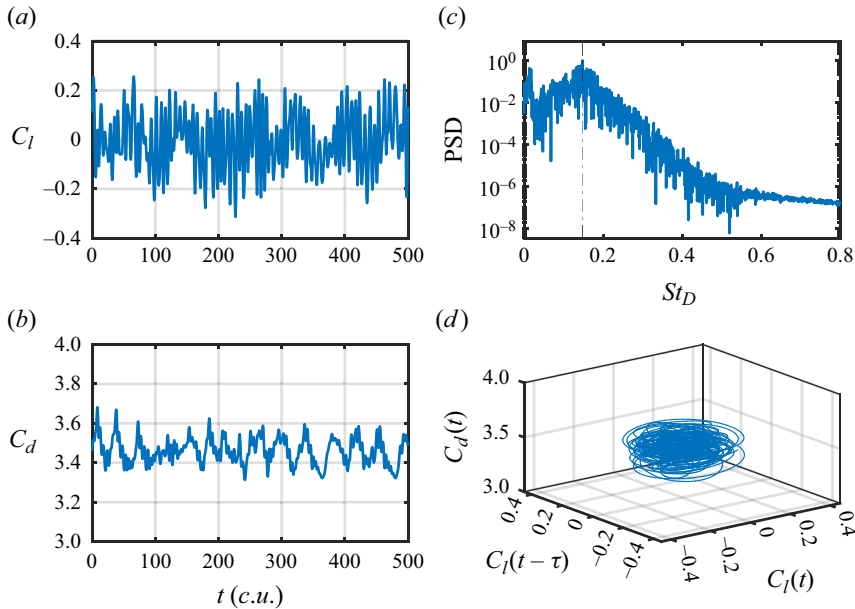 (a)
0.4
0.2
0
−0.2
−0.4
C_l
0 100 200 300 400 500
(b)
4.0
3.8
3.6
3.4
3.2
3.0
C_d
0 100 200 300 400 500
t (c.u.)
(c)
10^0
10^−2
10^−4
10^−6
10^−8
PSD
0 0.2 0.4 0.6 0.8
St_D
(d)
4.0
3.5
3.0
C_d(t)
0.4 0.2 0 −0.2 −0.4
C_l(t − τ)
−0.4 −0.2 0 0.2 0.4
C_l(t)